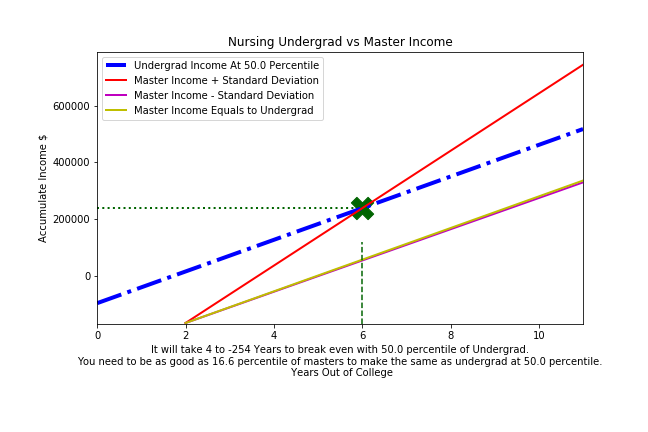 Nursing Undergrad vs Master Income
Undergrad Income At 50.0 Percentile
Master Income + Standard Deviation
Master Income - Standard Deviation
Master Income Equals to Undergrad
Accumulate Income $
600000
400000
200000
0
0 2 4 6 8 10
It will take 4 to -254 Years to break even with 50.0 percentile of Undergrad.
You need to be as good as 16.6 percentile of masters to make the same as undergrad at 50.0 percentile.
Years Out of College